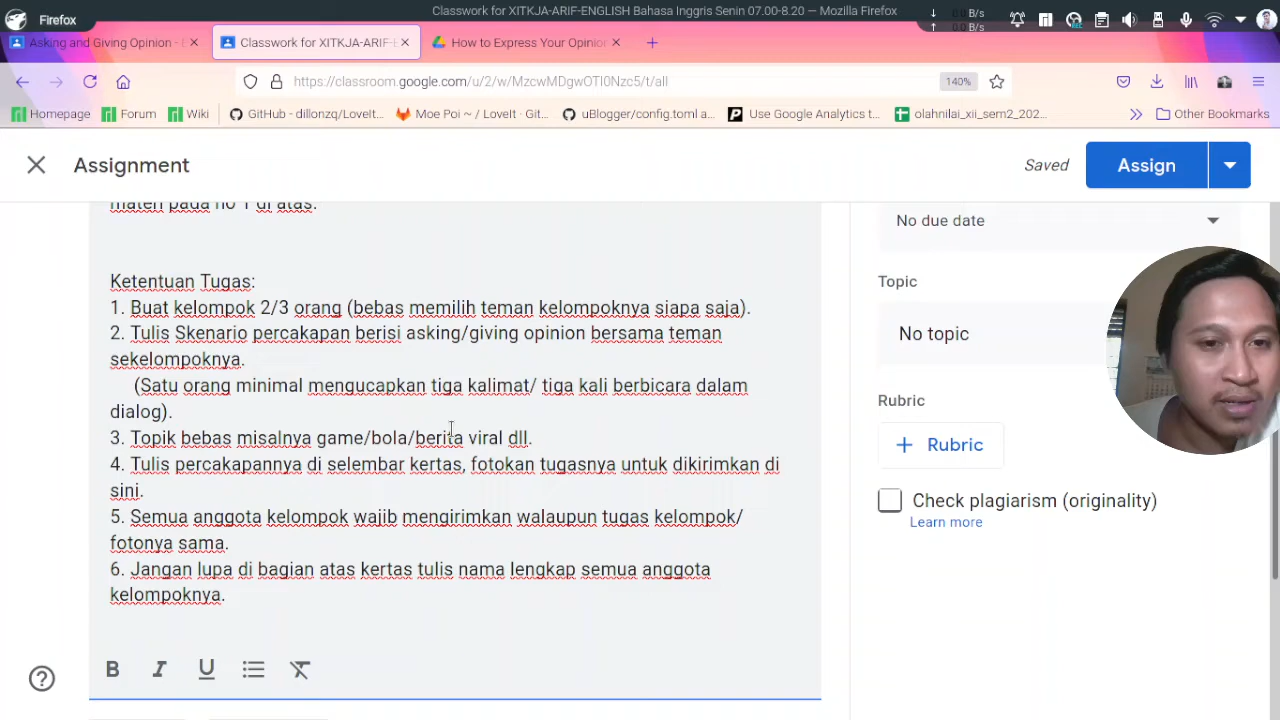 Classwork for XITKJA-ARIF-ENGLISH Bahasa Inggris Senin 07.00-8.20 — Mozilla Firefox
Firefox
Asking and Giving Opinion -
Classwork for XITKJA-ARIF-E
How to Express Your Opinion
https://classroom.google.com/u/2/w/MzcwMDgwOTI0Nzc5/t/all
140%
Homepage
Forum
Wiki
GitHub - dillonzq/LoveIt...
Moe Poi ~ / LoveIt · Git...
uBlogger/config.toml a...
Use Google Analytics t...
olahnilai_xii_sem2_202...
Other Bookmarks
Assignment
Saved
Assign
materi pada no 1 di atas.
Ketentuan Tugas:
1. Buat kelompok 2/3 orang (bebas memilih teman kelompoknya siapa saja).
2. Tulis Skenario percakapan berisi asking/giving opinion bersama teman
sekelompoknya.
(Satu orang minimal mengucapkan tiga kalimat/ tiga kali berbicara dalam
dialog).
3. Topik bebas misalnya game/bola/berita viral dll.
4. Tulis percakapannya di selembar kertas, fotokan tugasnya untuk dikirimkan di
sini.
5. Semua anggota kelompok wajib mengirimkan walaupun tugas kelompok/
fotonya sama.
6. Jangan lupa di bagian atas kertas tulis nama lengkap semua anggota
kelompoknya.
No due date
Topic
No topic
Rubric
+ Rubric
Check plagiarism (originality)
Learn more
B I U